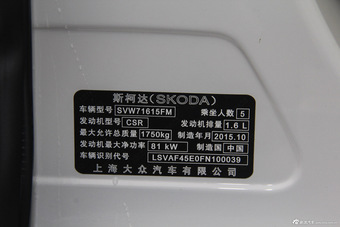 斯柯达(SKODA)
车辆型号 SVW71615FM 乘坐人数 5
发动机型号 CSR 发动机排量 1.6 L
最大允许总质量 1750kg 制造年月 2015.10
发动机最大净功率 81 kW 制造国 中国
车辆识别代号 LSVAF45E0FN100039
上海大众汽车有限公司